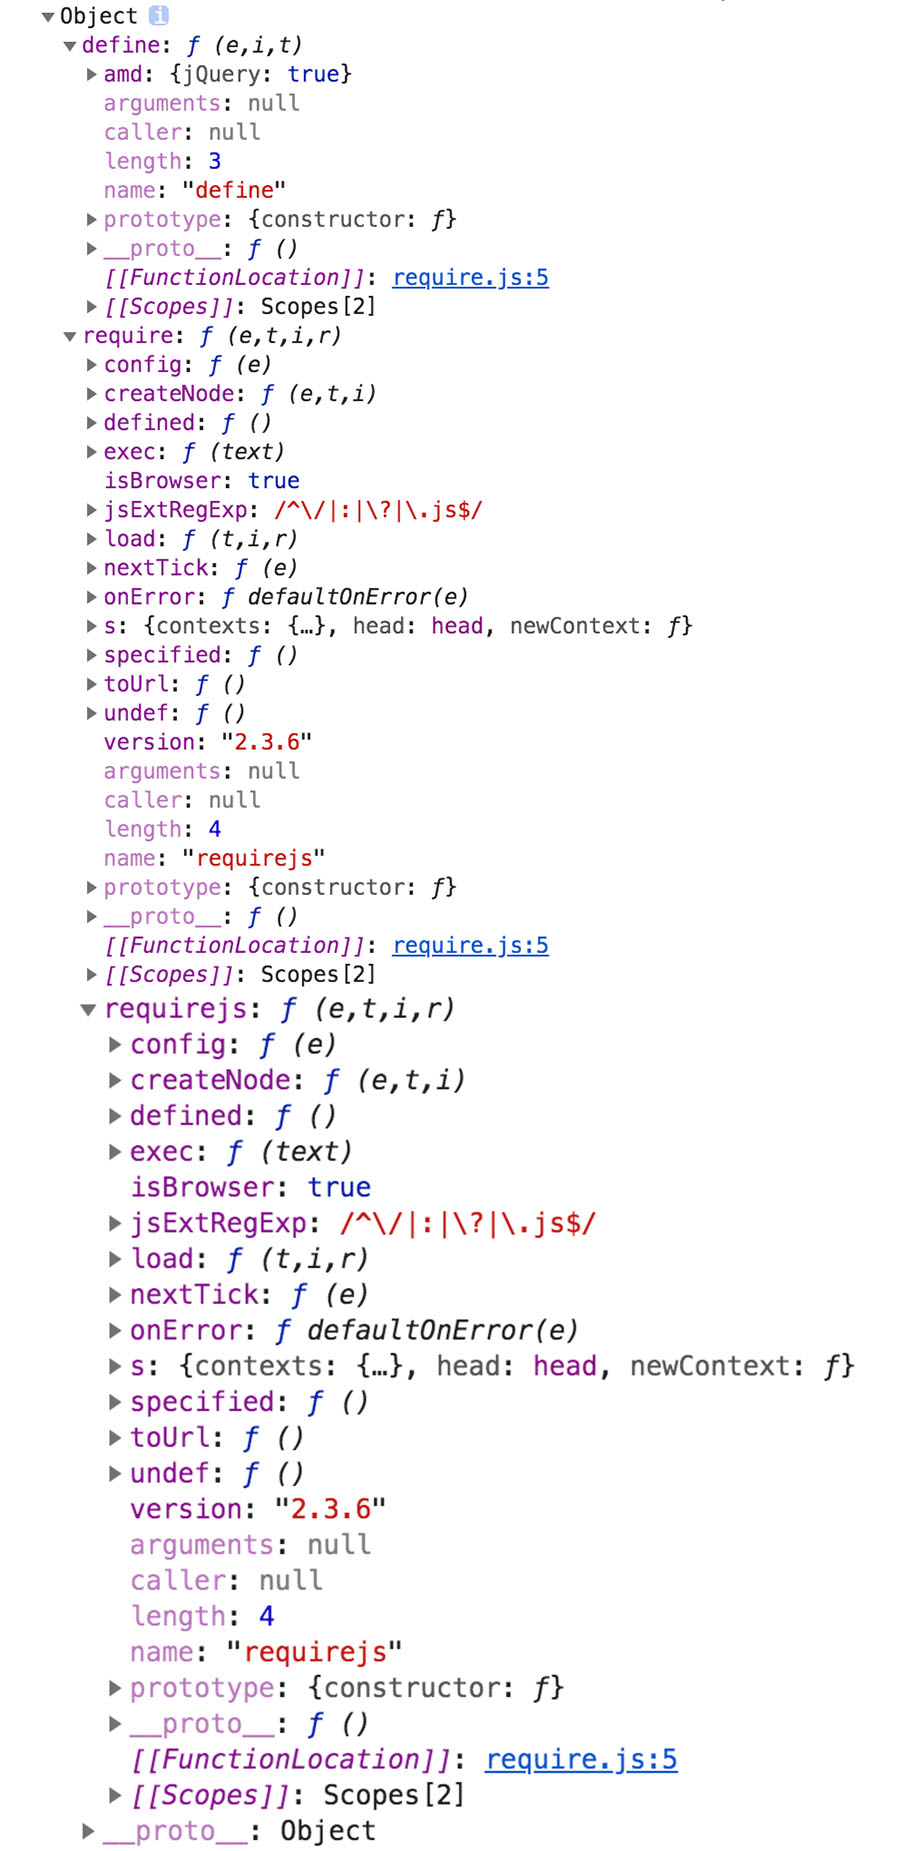 ▼Object i
▼define: ƒ (e,i,t)
▶amd: {jQuery: true}
arguments: null
caller: null
length: 3
name: "define"
▶prototype: {constructor: ƒ}
▶__proto__: ƒ ()
[[FunctionLocation]]: require.js:5
▶[[Scopes]]: Scopes[2]
▼require: ƒ (e,t,i,r)
▶config: ƒ (e)
▶createNode: ƒ (e,t,i)
▶defined: ƒ ()
▶exec: ƒ (text)
isBrowser: true
▶jsExtRegExp: /^\/|:|\?|\.js$/
▶load: ƒ (t,i,r)
▶nextTick: ƒ (e)
▶onError: ƒ defaultOnError(e)
▶s: {contexts: {…}, head: head, newContext: ƒ}
▶specified: ƒ ()
▶toUrl: ƒ ()
▶undef: ƒ ()
version: "2.3.6"
arguments: null
caller: null
length: 4
name: "requirejs"
▶prototype: {constructor: ƒ}
▶__proto__: ƒ ()
[[FunctionLocation]]: require.js:5
▶[[Scopes]]: Scopes[2]
▼requirejs: ƒ (e,t,i,r)
▶config: ƒ (e)
▶createNode: ƒ (e,t,i)
▶defined: ƒ ()
▶exec: ƒ (text)
isBrowser: true
▶jsExtRegExp: /^\/|:|\?|\.js$/
▶load: ƒ (t,i,r)
▶nextTick: ƒ (e)
▶onError: ƒ defaultOnError(e)
▶s: {contexts: {…}, head: head, newContext: ƒ}
▶specified: ƒ ()
▶toUrl: ƒ ()
▶undef: ƒ ()
version: "2.3.6"
arguments: null
caller: null
length: 4
name: "requirejs"
▶prototype: {constructor: ƒ}
▶__proto__: ƒ ()
[[FunctionLocation]]: require.js:5
▶[[Scopes]]: Scopes[2]
▶__proto__: Object